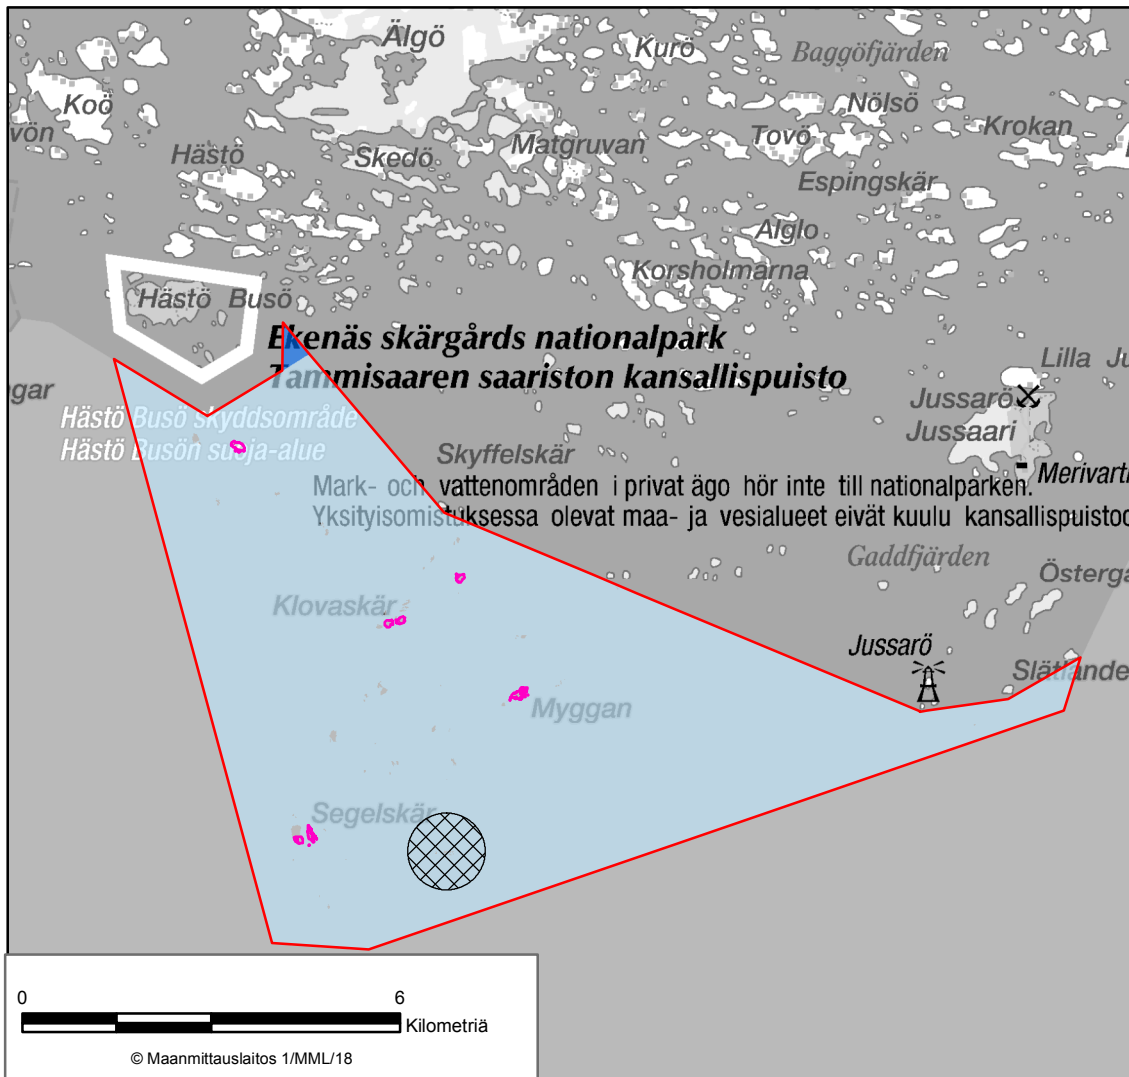 Älgö
Kurö
Baggöfjärden
Koö
Nölsö
vön
Krokan
Tovö
Matgruvan
Hästö
Skedö
Espingskär
Alglo
Korsholmarna
Hästö Busö
Ekenäs skärgårds nationalpark
Lilla Ju
Tammisaaren saariston kansallispuisto
gar
Jussarö
Hästö Busö skyddsområde
Jussaari
Hästö Busön suoja-alue
Skyffelskär
Merivarti
Mark- och vattenområden i privat ägo hör inte till nationalparken.
Yksityisomistuksessa olevat maa- ja vesialueet eivät kuulu kansallispuistoo
Gaddfjärden
Österga
Klovaskär
Jussarö
Slätlande
Myggan
Segelskär
0 6
Kilometriä
© Maanmittauslaitos 1/MML/18